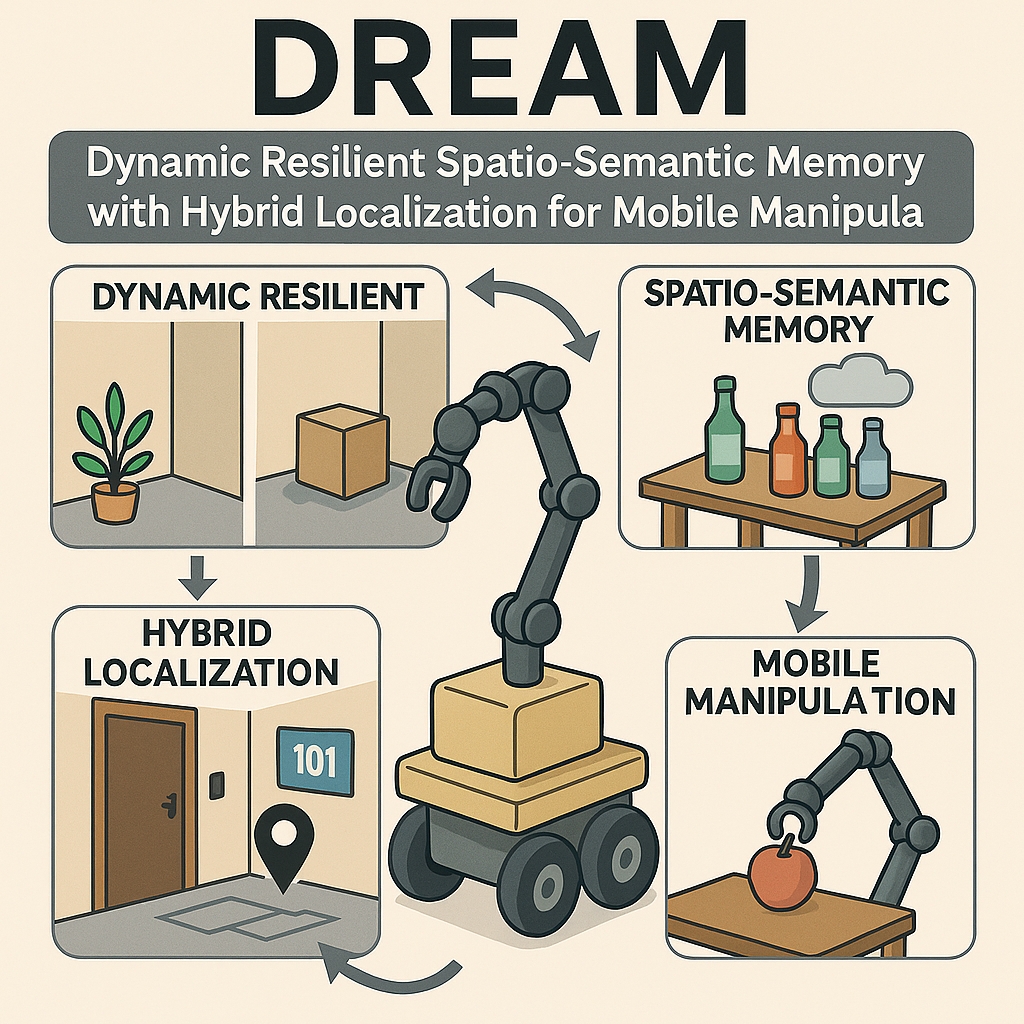 DREAM
Dynamic Resilient Spatio-Semantic Memory
with Hybrid Localization for Mobile Manipula
DYNAMIC RESILIENT
SPATIO-SEMANTIC
MEMORY
HYBRID
LOCALIZATION
101
MOBILE
MANIPULATION